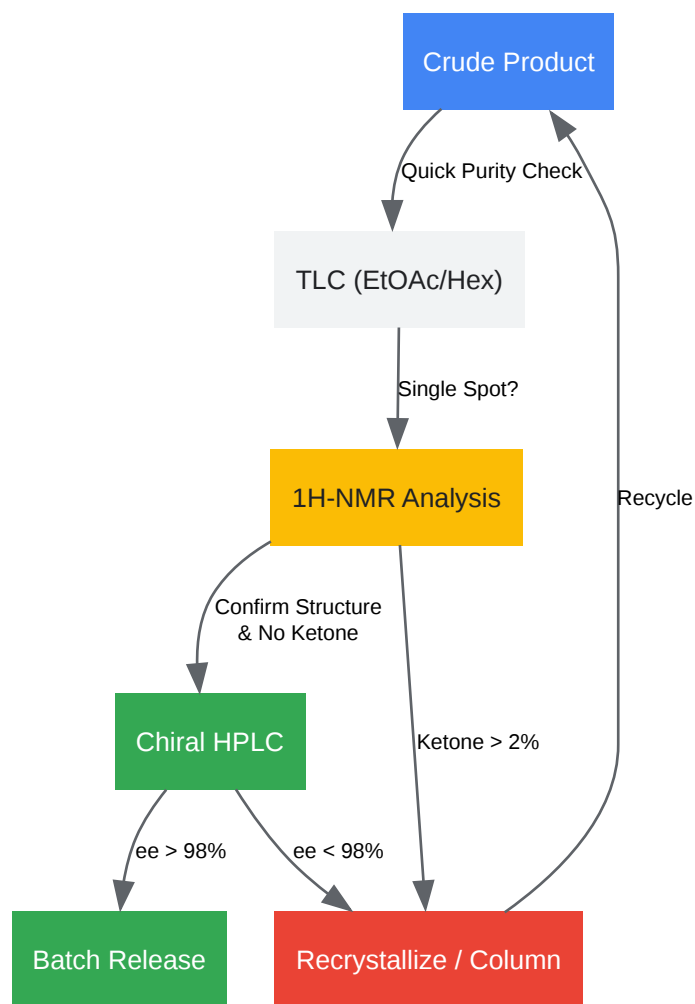 Crude Product
Quick Purity Check
TLC (EtOAc/Hex)
Single Spot?
1H-NMR Analysis
Recycle
Confirm Structure
& No Ketone
Chiral HPLC
Ketone > 2%
ee > 98%
ee < 98%
Batch Release
Recrystallize / Column